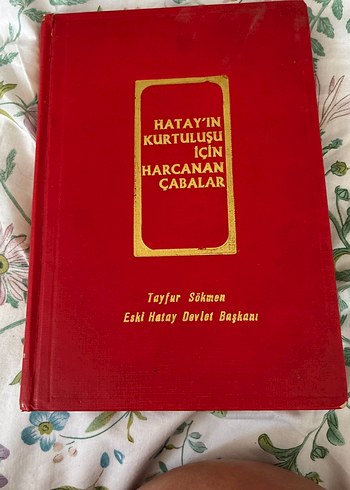 HATAY'IN
KURTULUŞU
İÇİN
HARCANAN
ÇABALAR
Tayfur Sökmen
Eski Hatay Devlet Başkanı